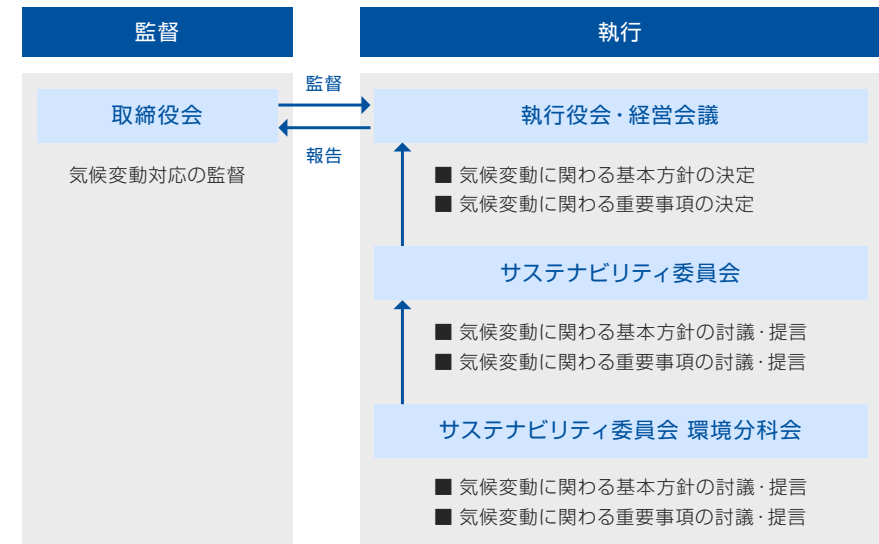 監督
執行
取締役会
気候変動対応の監督
監督
報告
執行役会・経営会議
■ 気候変動に関わる基本方針の決定
■ 気候変動に関わる重要事項の決定
サステナビリティ委員会
■ 気候変動に関わる基本方針の討議・提言
■ 気候変動に関わる重要事項の討議・提言
サステナビリティ委員会 環境分科会
■ 気候変動に関わる基本方針の討議・提言
■ 気候変動に関わる重要事項の討議・提言